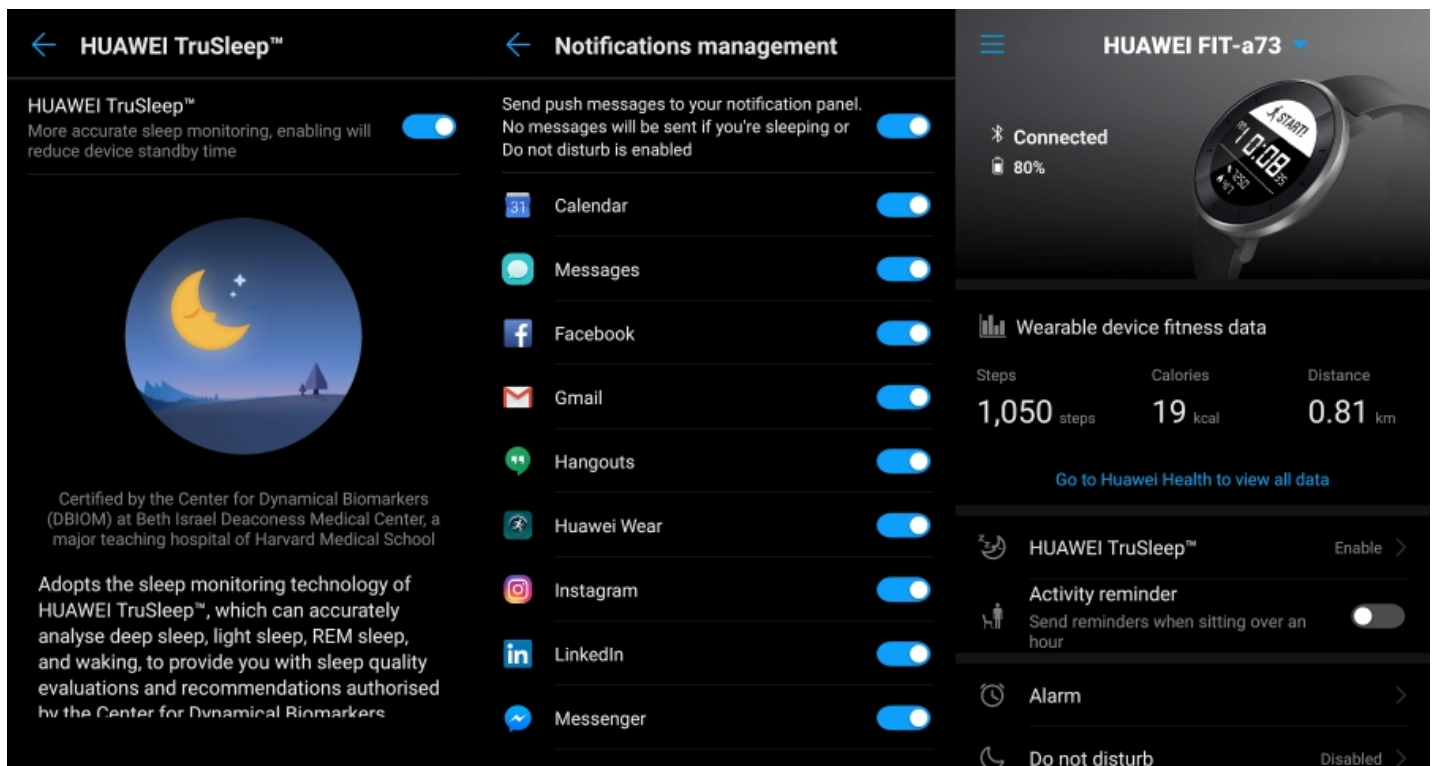 HUAWEI TruSleep™
HUAWEI TruSleep™
More accurate sleep monitoring, enabling will
reduce device standby time
Certified by the Center for Dynamical Biomarkers
(DBIOM) at Beth Israel Deaconess Medical Center, a
major teaching hospital of Harvard Medical School
Adopts the sleep monitoring technology of
HUAWEI TruSleep™, which can accurately
analyse deep sleep, light sleep, REM sleep,
and waking, to provide you with sleep quality
evaluations and recommendations authorised
by the Center for Dynamical Biomarkers
Notifications management
Send push messages to your notification panel.
No messages will be sent if you're sleeping or
Do not disturb is enabled
31 Calendar
Messages
Facebook
Gmail
Hangouts
Huawei Wear
Instagram
in LinkedIn
Messenger
HUAWEI FIT-a73
START!
10:08
Connected
80%
Wearable device fitness data
Steps Calories Distance
1,050 steps 19 kcal 0.81 km
Go to Huawei Health to view all data
HUAWEI TruSleep™ Enable
Activity reminder
Send reminders when sitting over an
hour
Alarm
Do not disturb Disabled